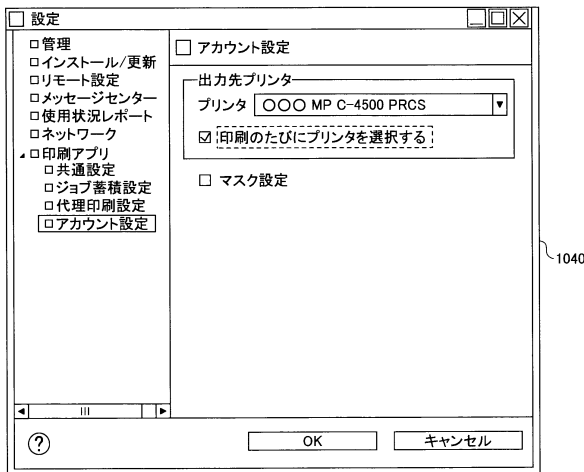 設定
管理
インストール/更新
リモート設定
メッセージセンター
使用状況レポート
ネットワーク
印刷アプリ
共通設定
ジョブ蓄積設定
代理印刷設定
アカウント設定
アカウント設定
出力先プリンタ
プリンタ ○○○ MP C-4500 PRCS
印刷のたびにプリンタを選択する
マスク設定
1040
?
OK
キャンセル